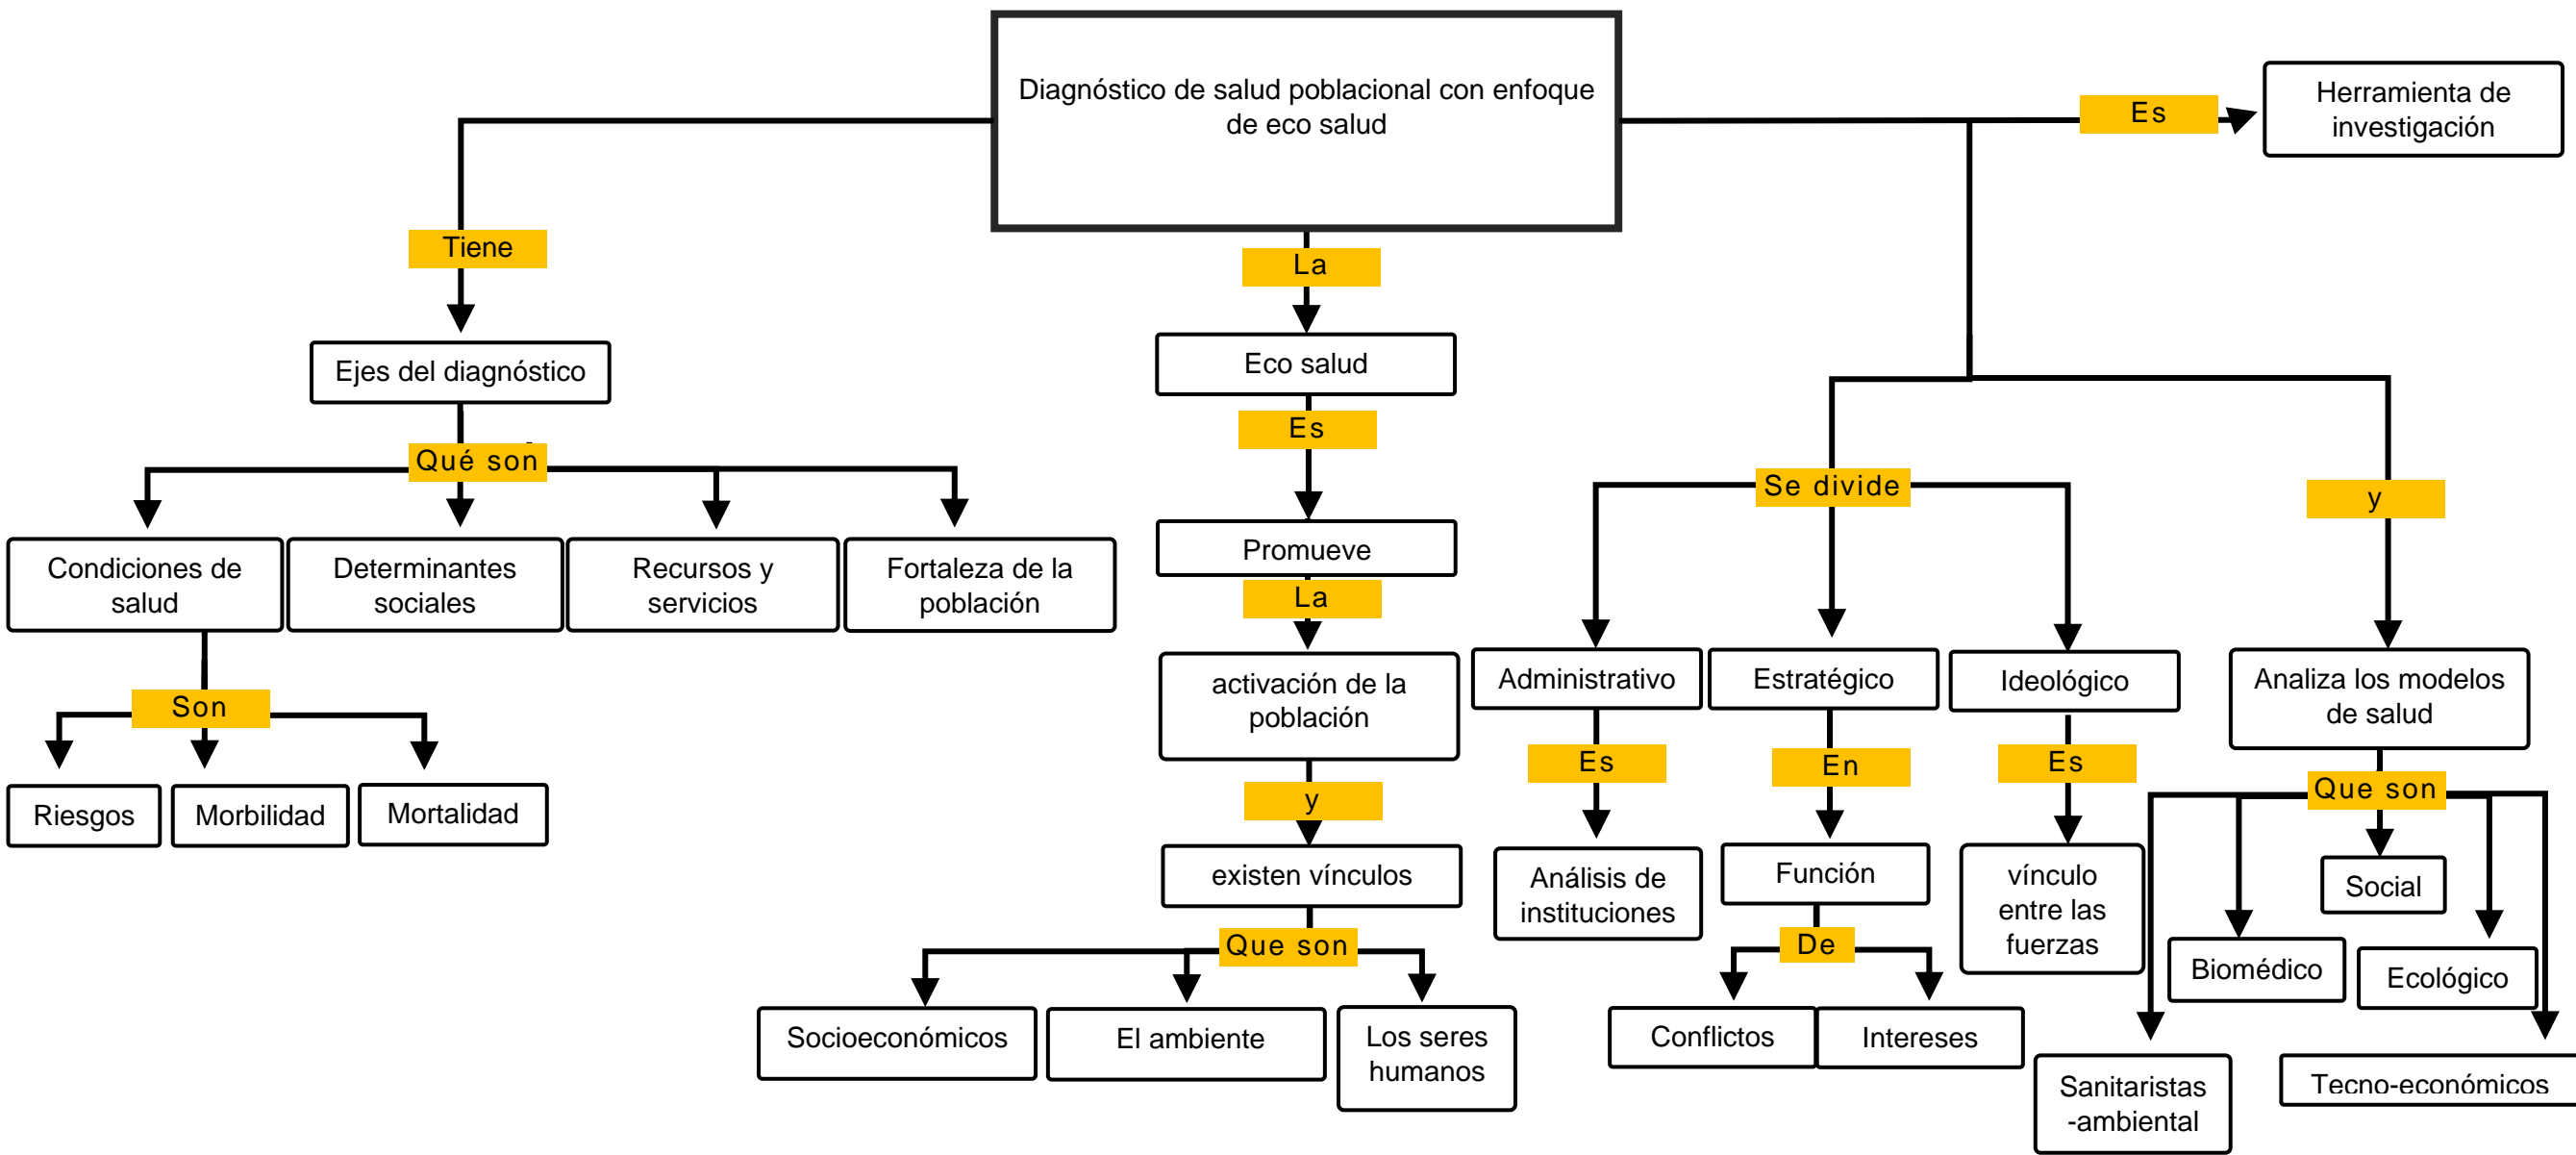 Diagnóstico de salud poblacional con enfoque
de eco salud
Es
Herramienta de
investigación
Tiene
La
Ejes del diagnóstico
Eco salud
Qué son
Es
Se divide
y
Condiciones de
salud
Determinantes
sociales
Recursos y
servicios
Fortaleza de la
población
Promueve
La
Son
activación de la
población
Administrativo
Estratégico
Ideológico
Analiza los modelos
de salud
Es
En
Es
Que son
Riesgos
Morbilidad
Mortalidad
y
existen vínculos
Análisis de
instituciones
Función
vínculo
entre las
fuerzas
Social
Biomédico
Ecológico
Que son
De
Socioeconómicos
El ambiente
Los seres
humanos
Conflictos
Intereses
Sanitaristas
-ambiental
Tecno-económicos